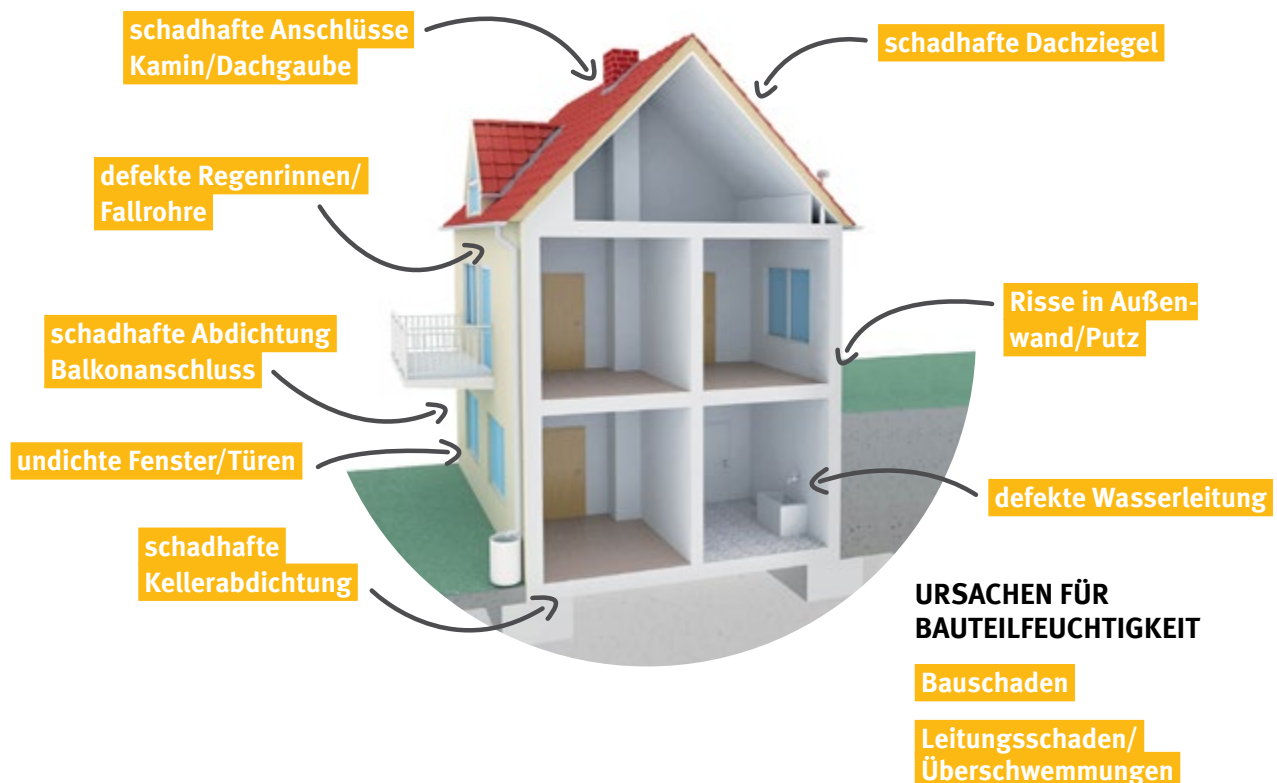 schadhafte Anschlüsse
Kamin/Dachgaube
schadhafte Dachziegel
defekte Regenrinnen/
Fallrohre
Risse in Außen-
wand/Putz
schadhafte Abdichtung
Balkonanschluss
undichte Fenster/Türen
defekte Wasserleitung
schadhafte
Kellerabdichtung
URSACHEN FÜR
BAUTEILFEUCHTIGKEIT
Bauschaden
Leitungsschaden/
Überschwemmungen